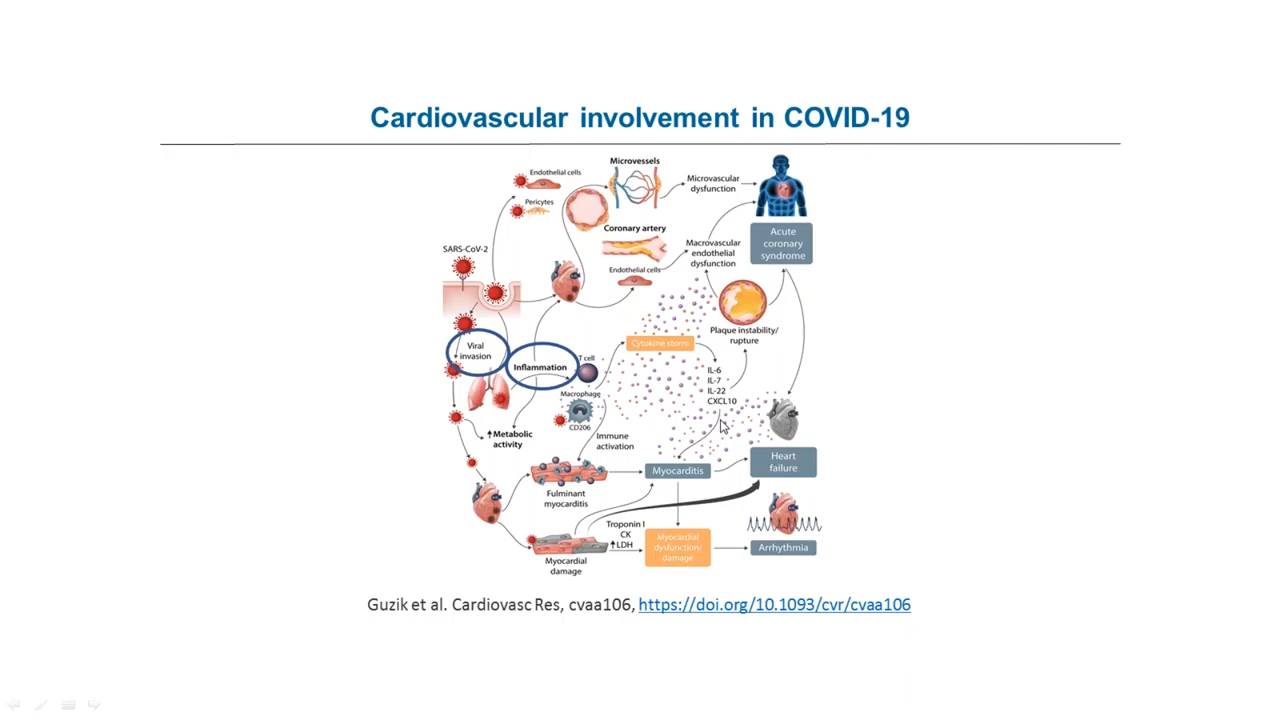 Cardiovascular involvement in COVID-19
Microvessels
Endothelial cells
Microvascular
dysfunction
Pericytes
Coronary artery
Acute
coronary
syndrome
SARS-CoV-2
Macrovascular
endothelial
dysfunction
Endothelial cells
Plaque instability/
rupture
Viral
invasion
Cytokine storm
Inflammation
T cell
IL-6
IL-7
IL-22
CXCL10
Macrophage
CD206
Metabolic
activity
Immune
activation
Myocarditis
Heart
failure
Fulminant
myocarditis
Troponin I
CK
LDH
Myocardial
dysfunction/
damage
Arrhythmia
Myocardial
damage
Guzik et al. Cardiovasc Res, cvaa106, https://doi.org/10.1093/cvr/cvaa106